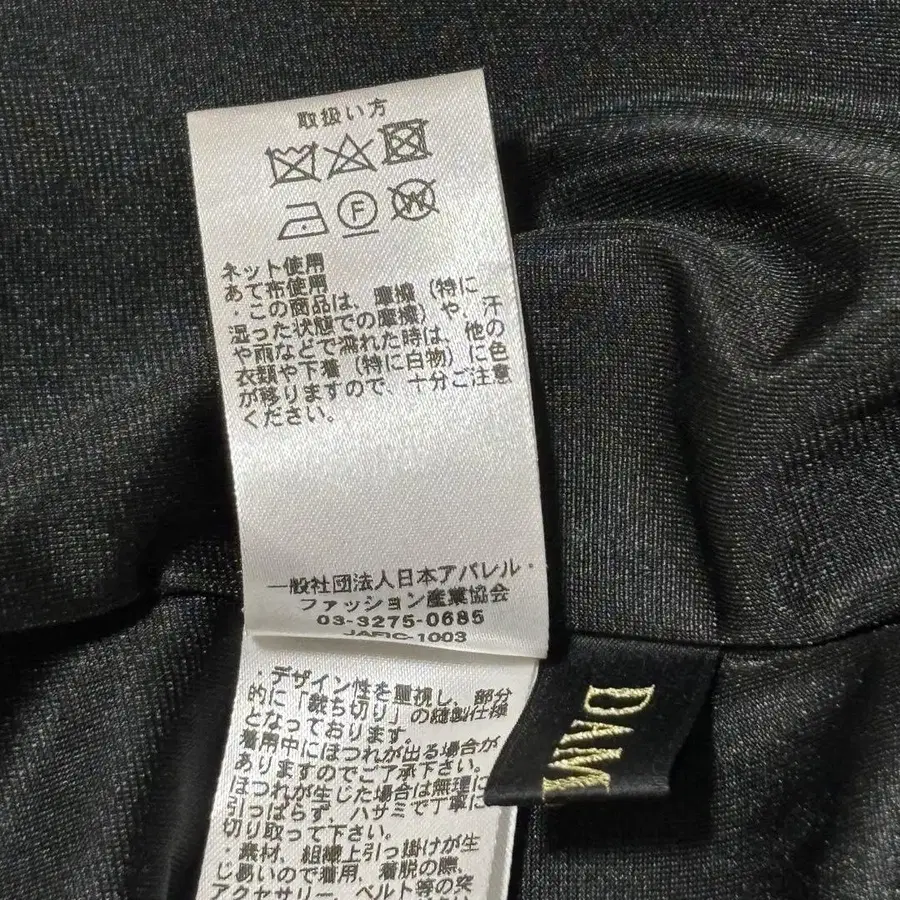 取扱い方
F
W
ネット使用
あて布使用
・この商品は、摩擦（特に
湿った状態での摩擦）や、汗
や雨などで濡れた時は、他の
衣類や下着（特に白物）に色
が移りますので、十分ご注意
ください。
一般社団法人日本アパレル・
ファッション産業協会
03-3275-0685
JAFIC-1003
・デザイン性を重視し、部分
的に「裁ち切り」の縫製仕様
となっております。
着用中にほつれが出る場合が
ありますのでご了承下さい。
ほつれが生じた場合は無理に
引っぱらず、ハサミで丁寧に
切り取って下さい。
・素材、組織上引っ掛けが生
じ易いので着用、着脱の際、
アクセサリー、ベルト等の突
DAM